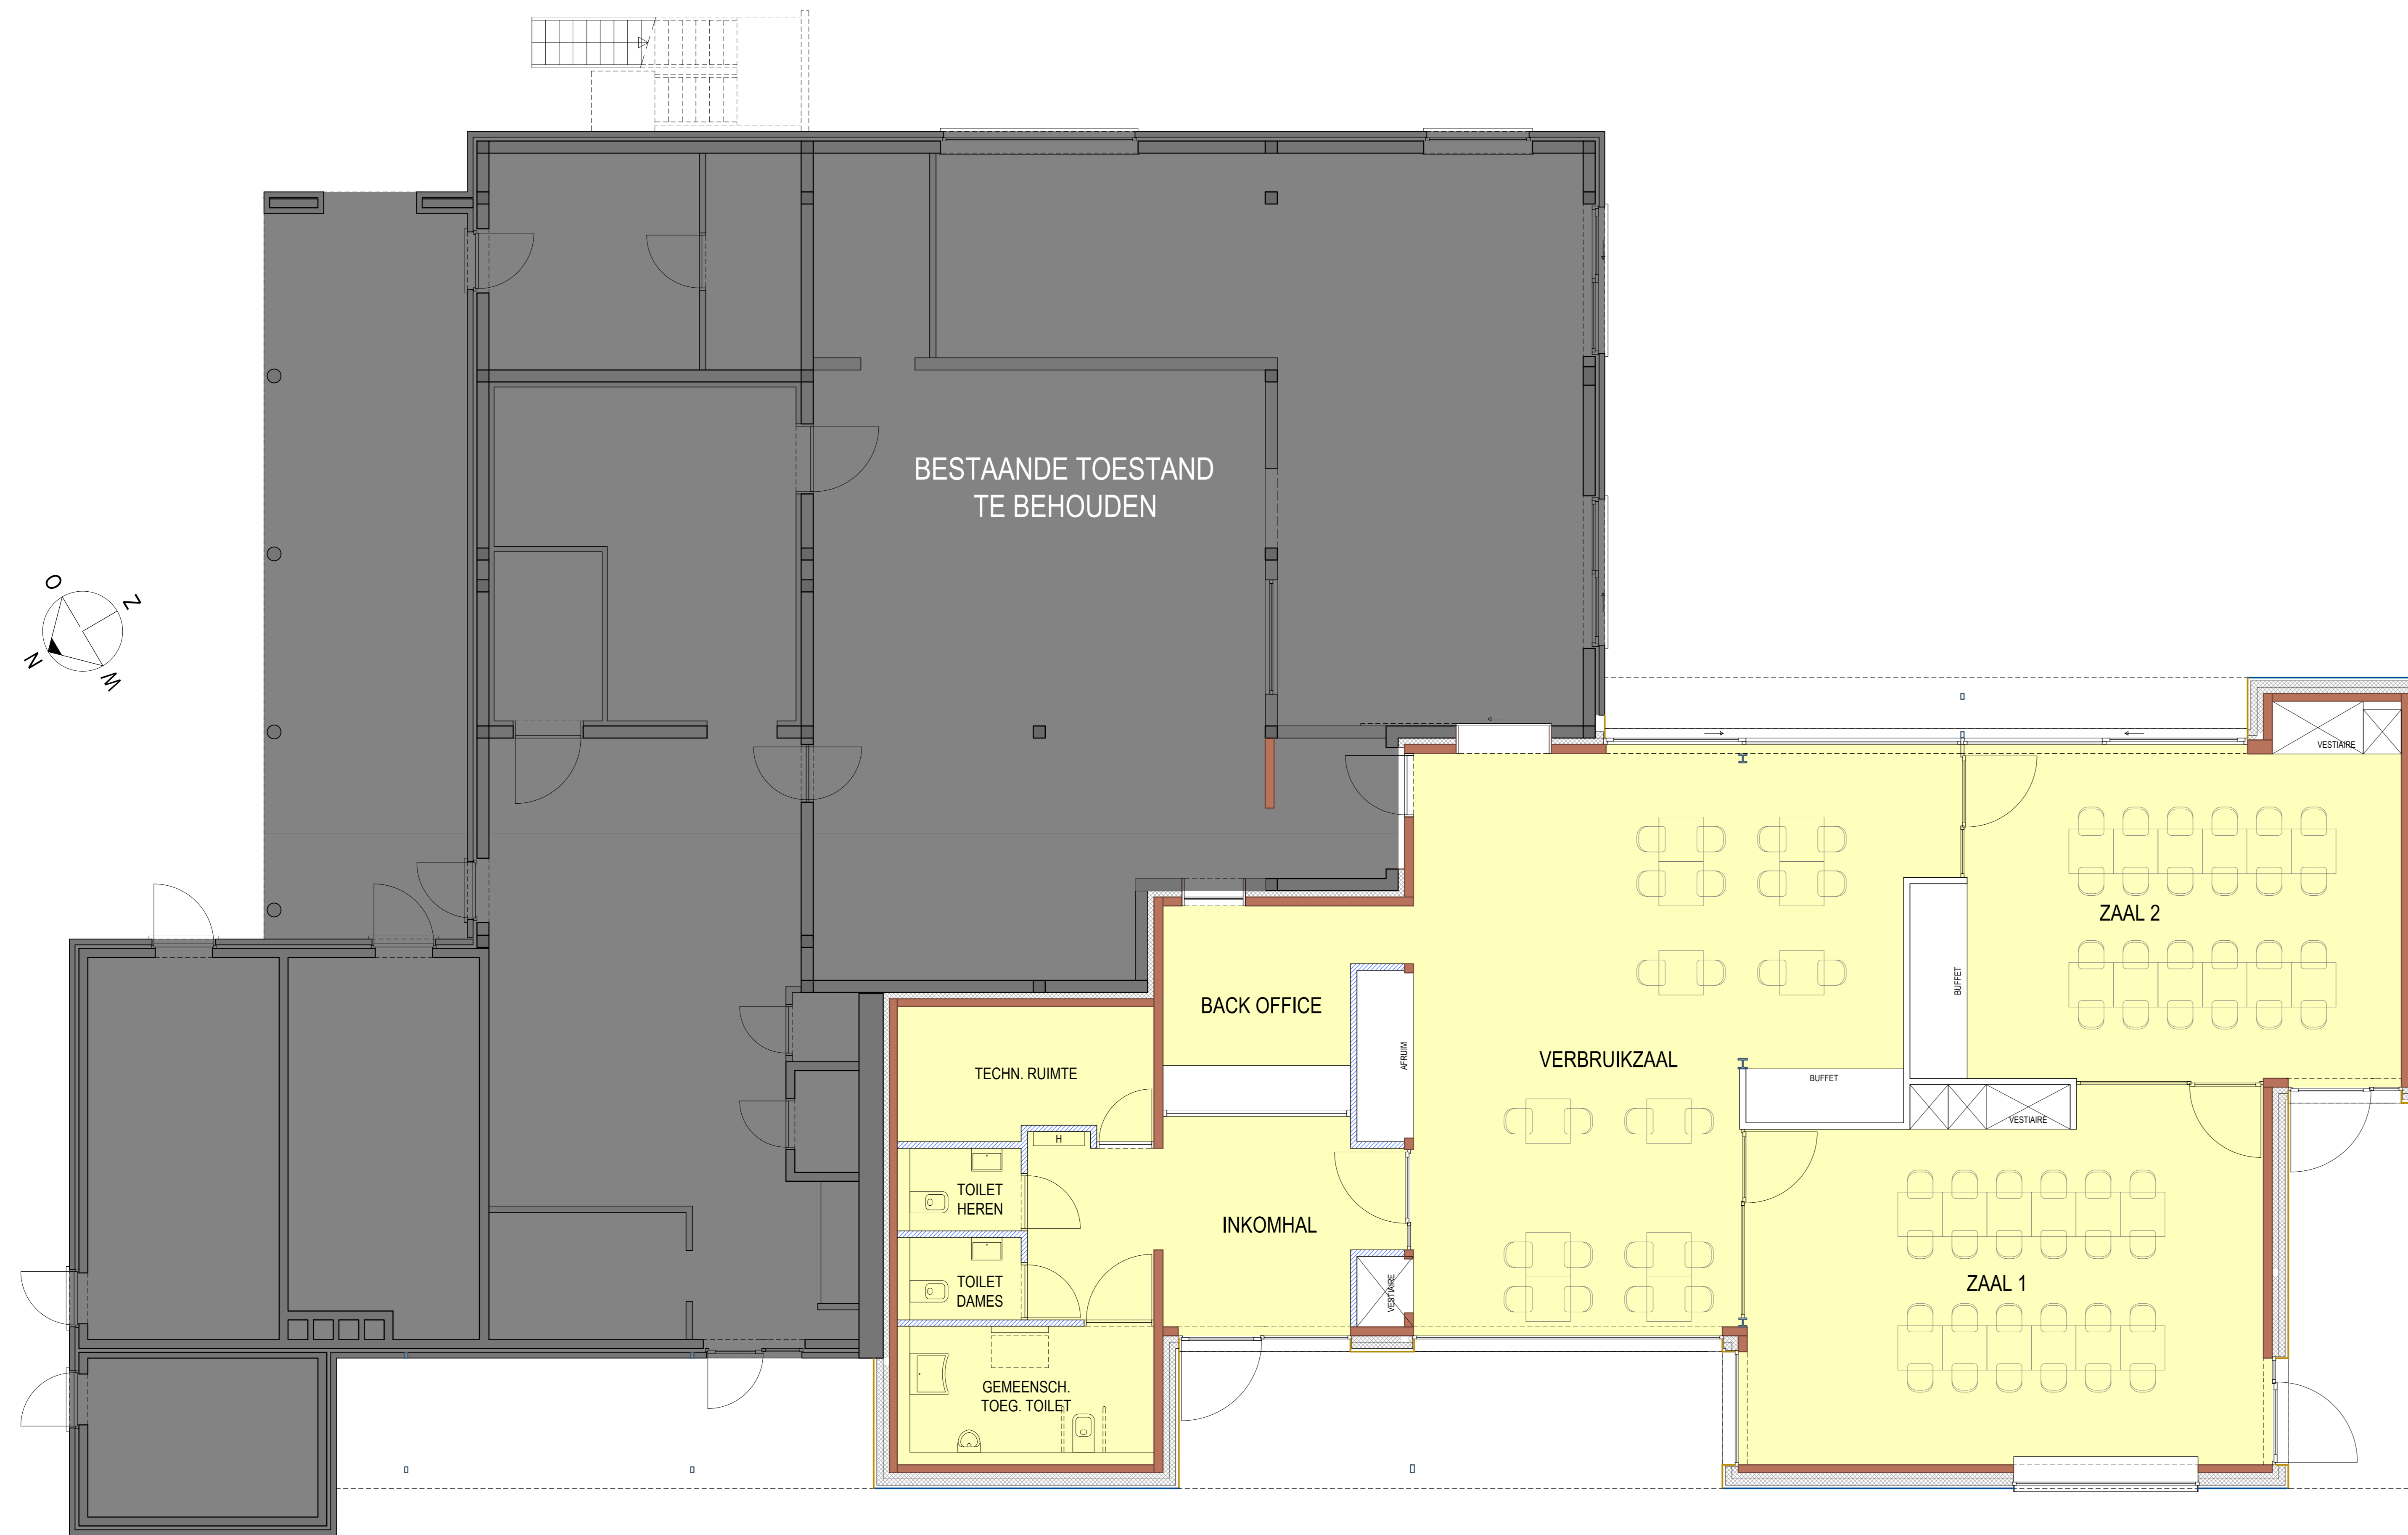 BESTAANDE TOESTAND
TE BEHOUDEN
O
Z
N
W
VESTIAIRE
ZAAL 2
BUFFET
BACK OFFICE
AFRUIM
VERBRUIKZAAL
TECHN. RUIMTE
BUFFET
VESTIAIRE
H
TOILET
HEREN
INKOMHAL
TOILET
DAMES
VESTIAIRE
ZAAL 1
GEMEENSCH.
TOEG. TOILET